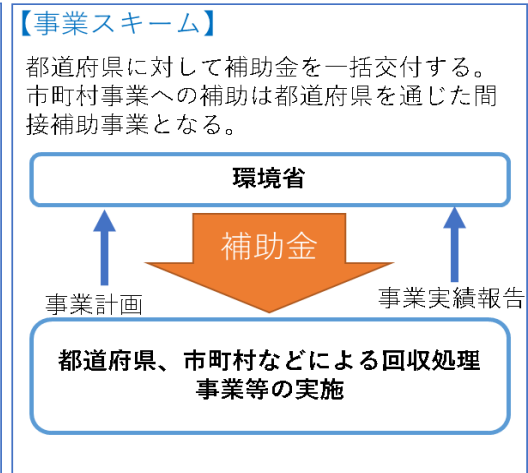 【事業スキーム】
都道府県に対して補助金を一括交付する。
市町村事業への補助は都道府県を通じた間
接補助事業となる。
環境省
補助金
事業計画
事業実績報告
都道府県、市町村などによる回収処理
事業等の実施